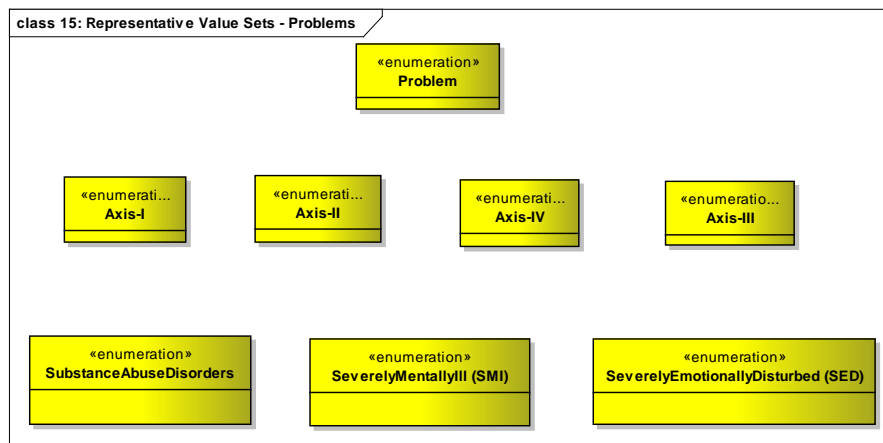 class 15: Representative Value Sets - Problems
«enumeration»
Problem
«enumerati...
Axis-I
«enumerati...
Axis-II
«enumerati...
Axis-IV
«enumeratio...
Axis-III
«enumeration»
SubstanceAbuseDisorders
«enumeration»
SeverelyMentallyIll (SMI)
«enumeration»
SeverelyEmotionallyDisturbed (SED)